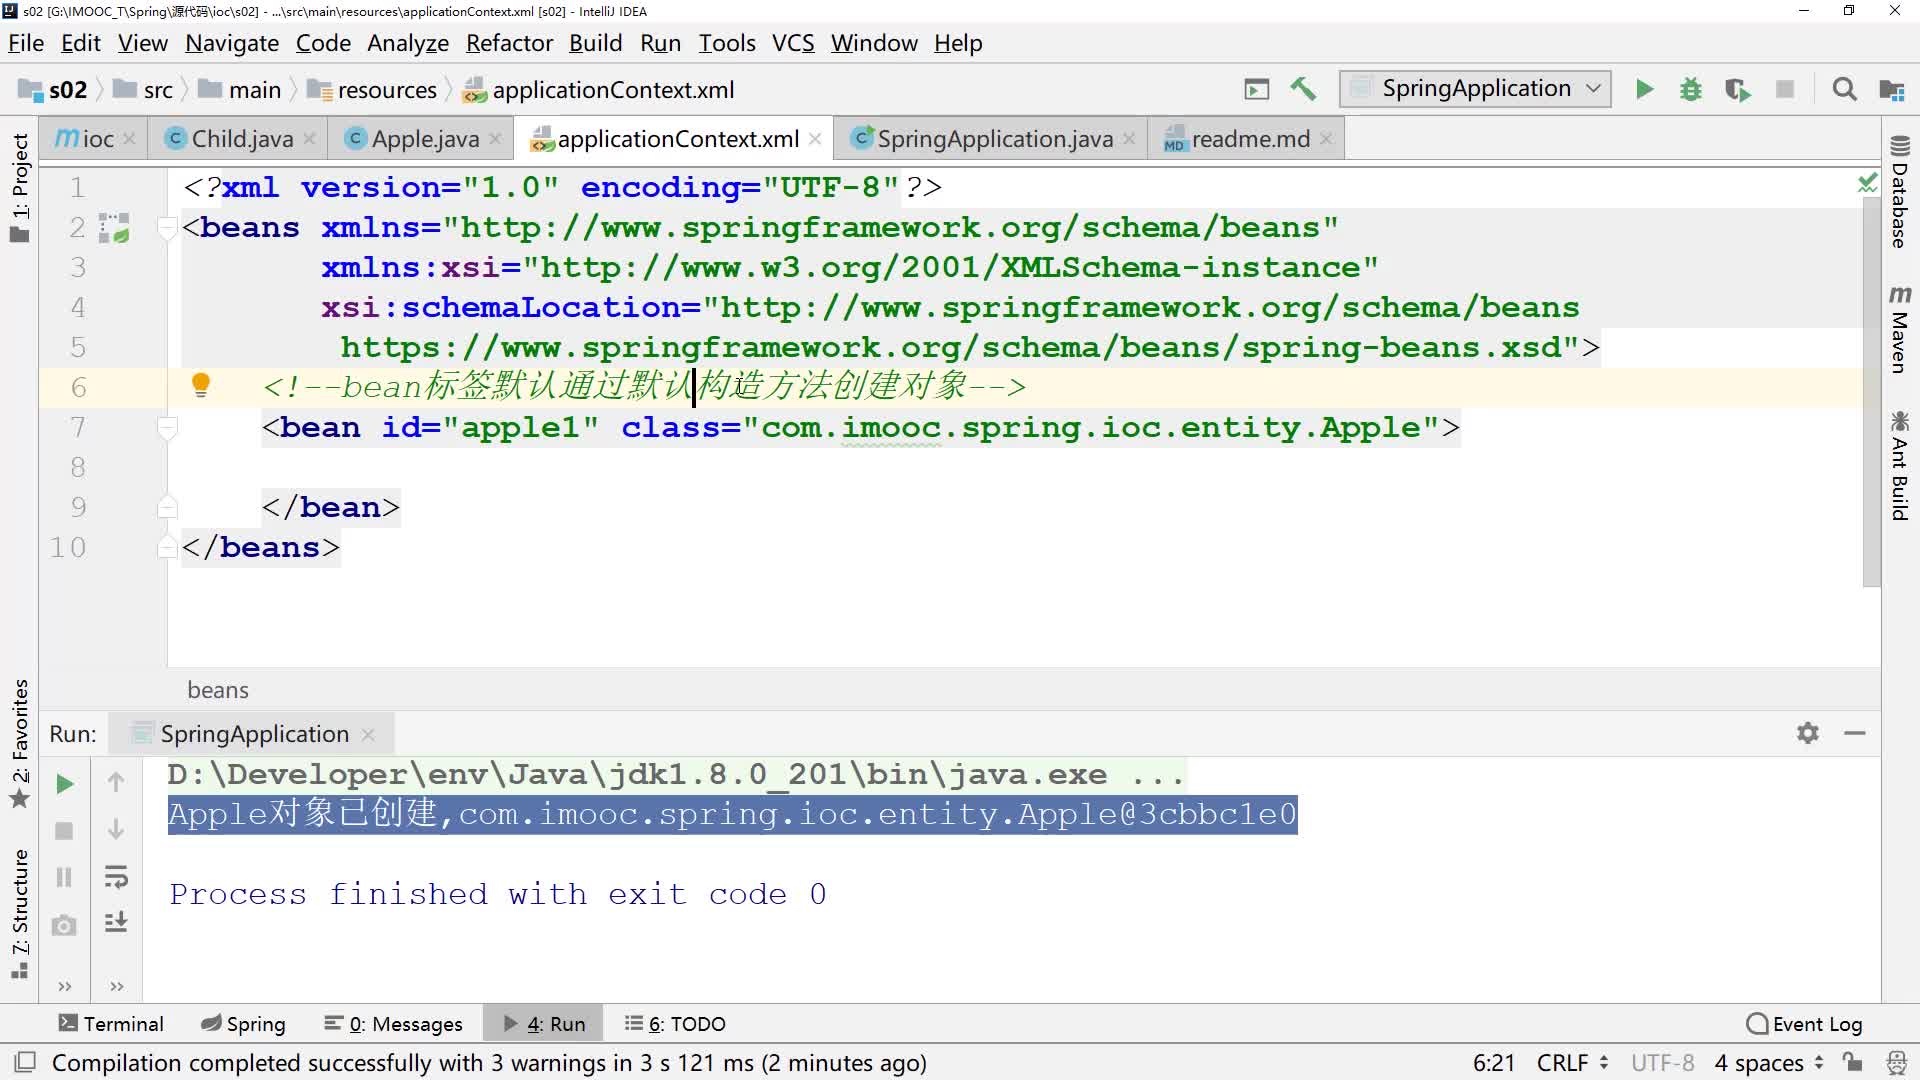 s02 [G:\IMOOC_T\Spring\源代码\ioc\s02] - ...\src\main\resources\applicationContext.xml [s02] - IntelliJ IDEA
File Edit View Navigate Code Analyze Refactor Build Run Tools VCS Window Help
s02 src main resources applicationContext.xml SpringApplication
ioc Child.java Apple.java applicationContext.xml SpringApplication.java readme.md
1 <?xml version="1.0" encoding="UTF-8"?>
2 <beans xmlns="http://www.springframework.org/schema/beans"
3 xmlns:xsi="http://www.w3.org/2001/XMLSchema-instance"
4 xsi:schemaLocation="http://www.springframework.org/schema/beans
5 https://www.springframework.org/schema/beans/spring-beans.xsd">
6 <!--bean标签默认通过默认构造方法创建对象-->
7 <bean id="apple1" class="com.imooc.spring.ioc.entity.Apple">
8
9 </bean>
10 </beans>
beans
1: Project
2: Favorites
7: Structure
Database
Maven
Ant Build
Run: SpringApplication
D:\Developer\env\Java\jdk1.8.0_201\bin\java.exe ...
Apple对象已创建,com.imooc.spring.ioc.entity.Apple@3cbbc1e0
Process finished with exit code 0
Terminal Spring 0: Messages 4: Run 6: TODO Event Log
Compilation completed successfully with 3 warnings in 3 s 121 ms (2 minutes ago) 6:21 CRLF UTF-8 4 spaces